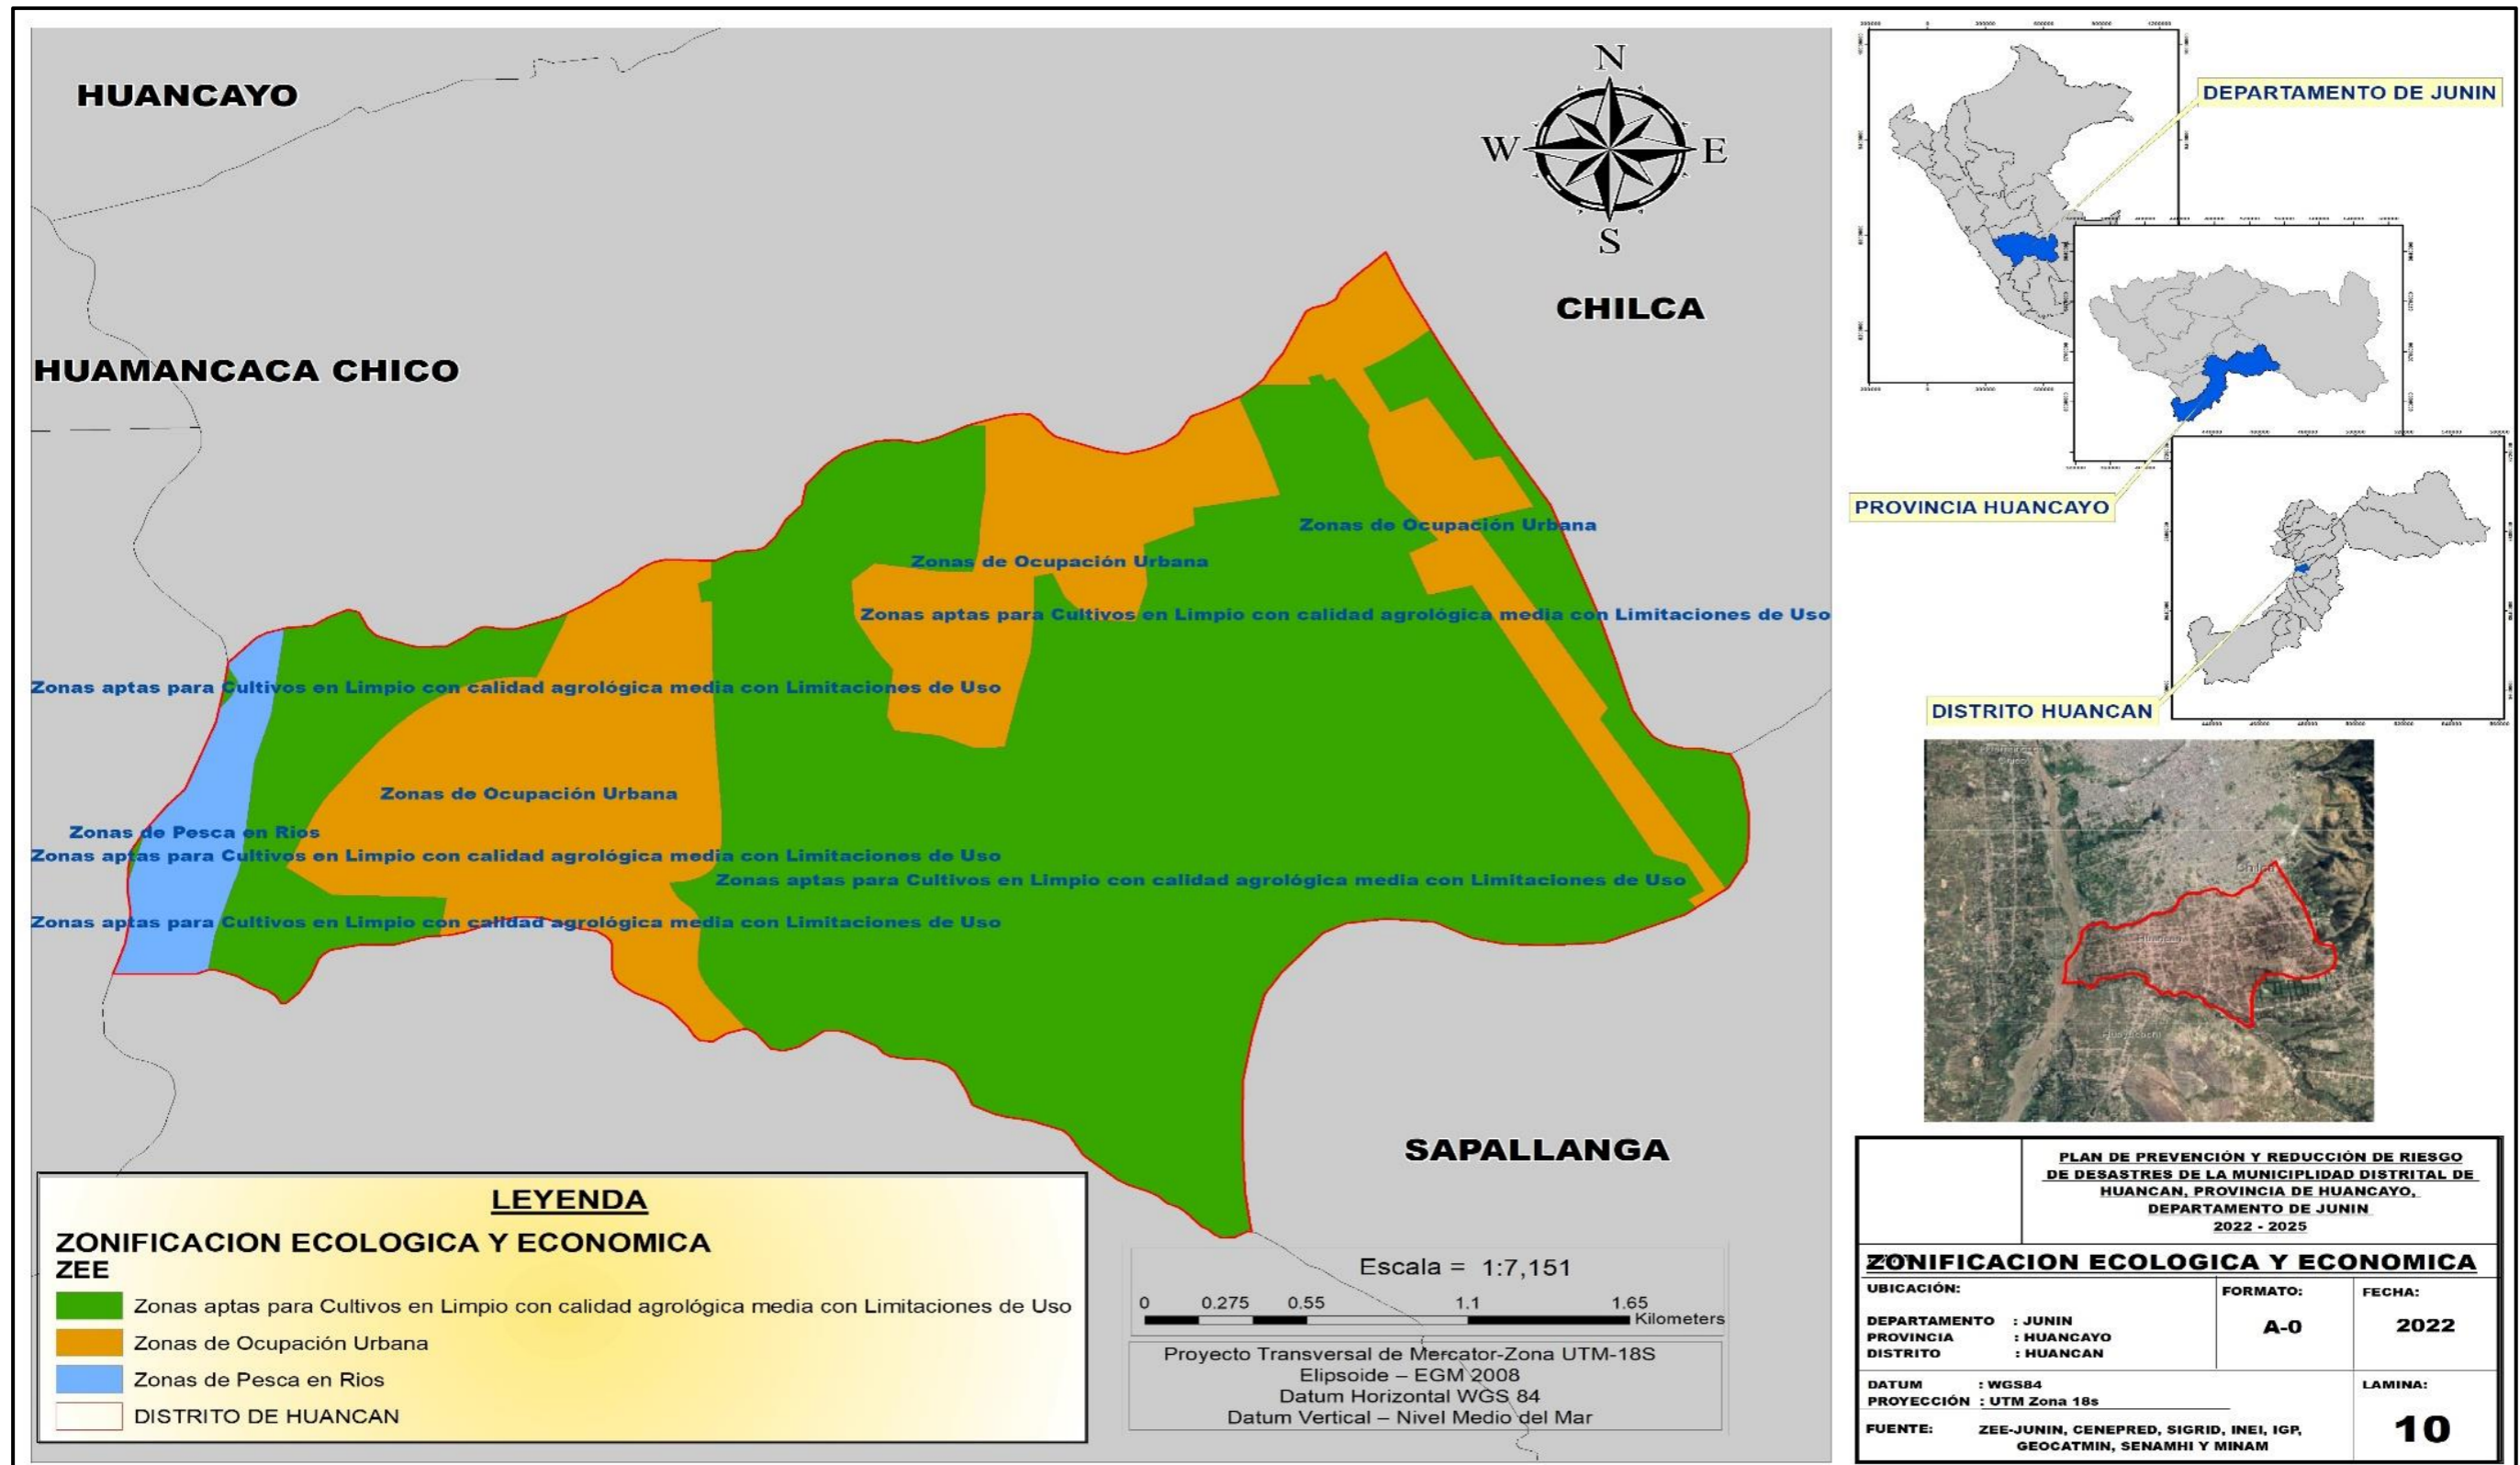 HUANCAYO
HUAMANCACA CHICO
CHILCA
SAPALLANGA
N
W
E
S
Zonas de Ocupación Urbana
Zonas de Ocupación Urbana
Zonas aptas para Cultivos en Limpio con calidad agrológica media con Limitaciones de Uso
Zonas aptas para Cultivos en Limpio con calidad agrológica media con Limitaciones de Uso
Zonas de Ocupación Urbana
Zonas de Pesca en Rios
Zonas aptas para Cultivos en Limpio con calidad agrológica media con Limitaciones de Uso
Zonas aptas para Cultivos en Limpio con calidad agrológica media con Limitaciones de Uso
Zonas aptas para Cultivos en Limpio con calidad agrológica media con Limitaciones de Uso
LEYENDA
ZONIFICACION ECOLOGICA Y ECONOMICA
ZEE
Zonas aptas para Cultivos en Limpio con calidad agrológica media con Limitaciones de Uso
Zonas de Ocupación Urbana
Zonas de Pesca en Rios
DISTRITO DE HUANCAN
Escala = 1:7,151
0 0.275 0.55 1.1 1.65
Kilometers
Proyecto Transversal de Mercator-Zona UTM-18S
Elipsoide – EGM 2008
Datum Horizontal WGS 84
Datum Vertical – Nivel Medio del Mar
DEPARTAMENTO DE JUNIN
PROVINCIA HUANCAYO
DISTRITO HUANCAN
Chilca
PLAN DE PREVENCIÓN Y REDUCCIÓN DE RIESGO
DE DESASTRES DE LA MUNICIPLIDAD DISTRITAL DE
HUANCAN, PROVINCIA DE HUANCAYO,
DEPARTAMENTO DE JUNIN
2022 - 2025
ZONIFICACION ECOLOGICA Y ECONOMICA
UBICACIÓN:
DEPARTAMENTO : JUNIN
PROVINCIA : HUANCAYO
DISTRITO : HUANCAN
FORMATO:
A-0
FECHA:
2022
DATUM : WGS84
PROYECCIÓN : UTM Zona 18s
LAMINA:
10
FUENTE: ZEE-JUNIN, CENEPRED, SIGRID, INEI, IGP,
GEOCATMIN, SENAMHI Y MINAM